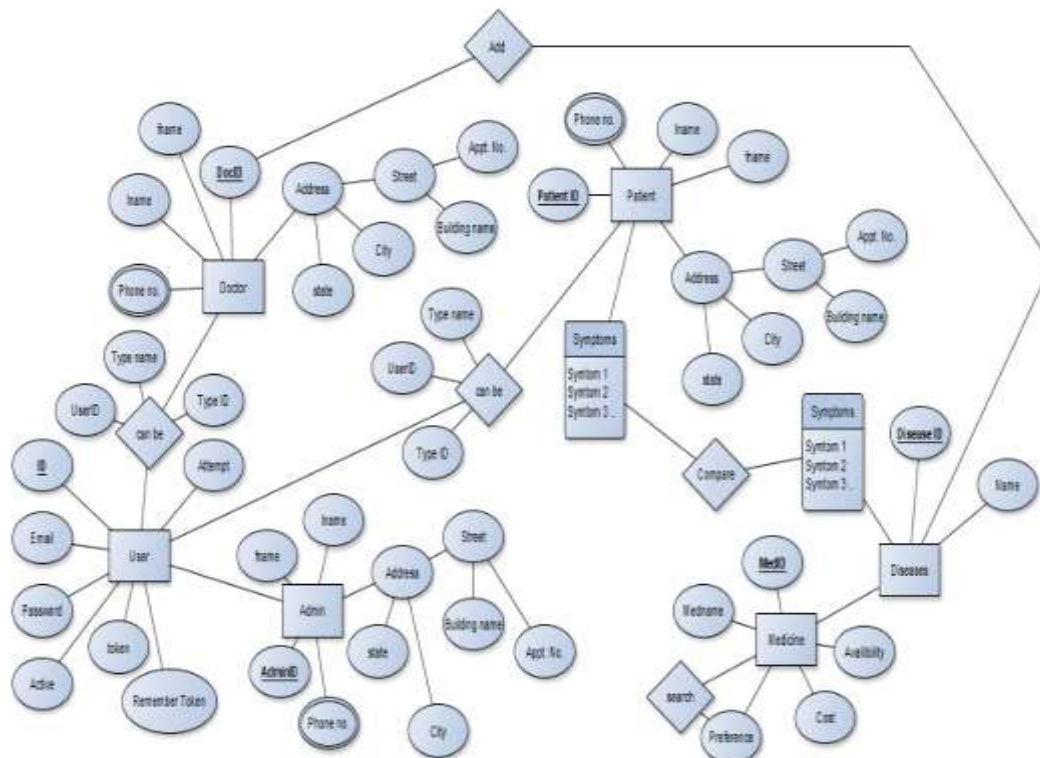 Add
fname
DocID
lname
Phone no.
Doctor
Address
Street
Appt. No.
Building name
City
state
Phone no.
lname
fname
Patient ID
Patient
Address
Street
Appt. No.
Building name
City
state
Type name
UserID
can be
Type ID
Symptoms
Symtom 1
Symtom 2
Symtom 3 ...
Compare
Symptoms
Symtom 1
Symtom 2
Symtom 3 ..
Disease ID
Name
Diseases
Type name
UserID
Type ID
can be
ID
Attempt
Email
User
Password
Active
token
Remember Token
fname
lname
Admin
AdminID
Phone no.
Address
state
City
Street
Building name
Appt. No.
MedID
Medname
Medicine
Availibility
search
Preference
Cost